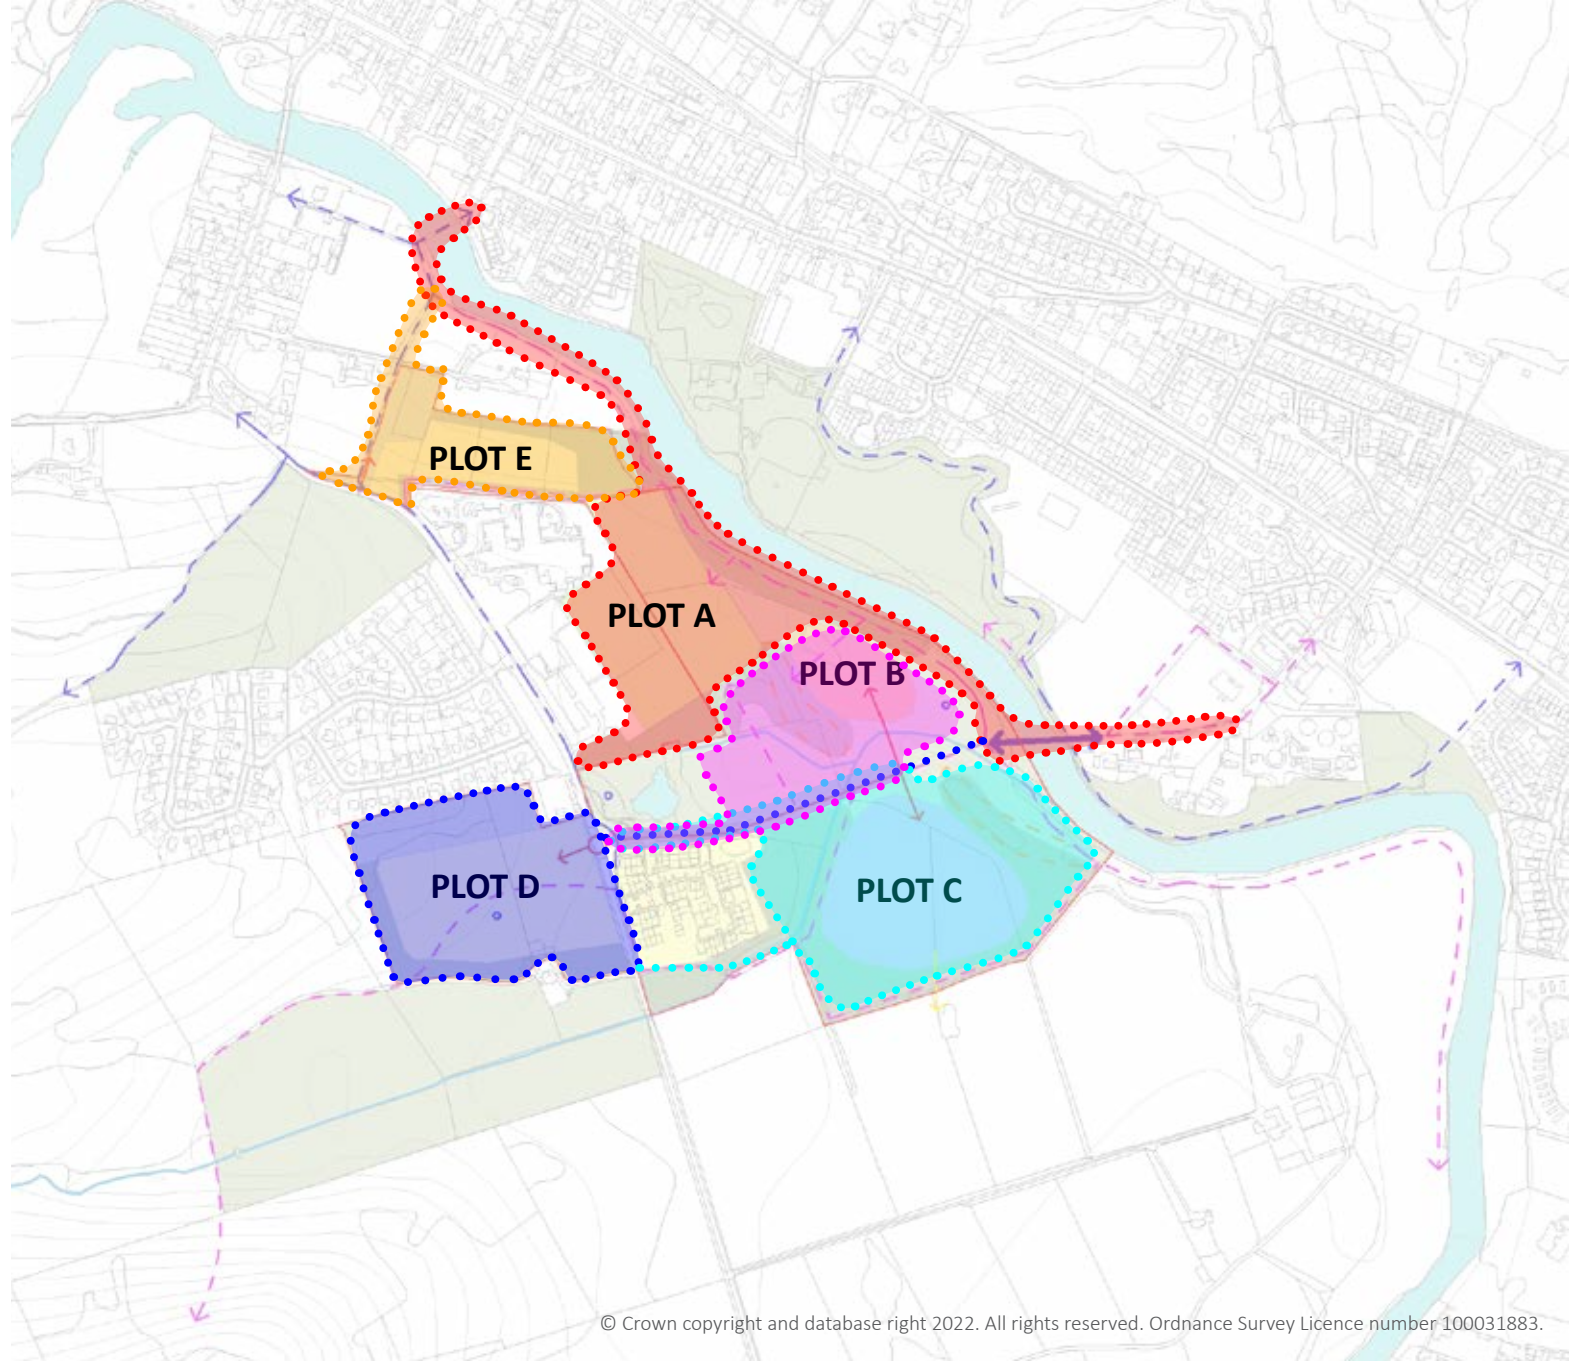 PLOT E
PLOT A
PLOT B
PLOT D
PLOT C
© Crown copyright and database right 2022. All rights reserved. Ordnance Survey Licence number 100031883.